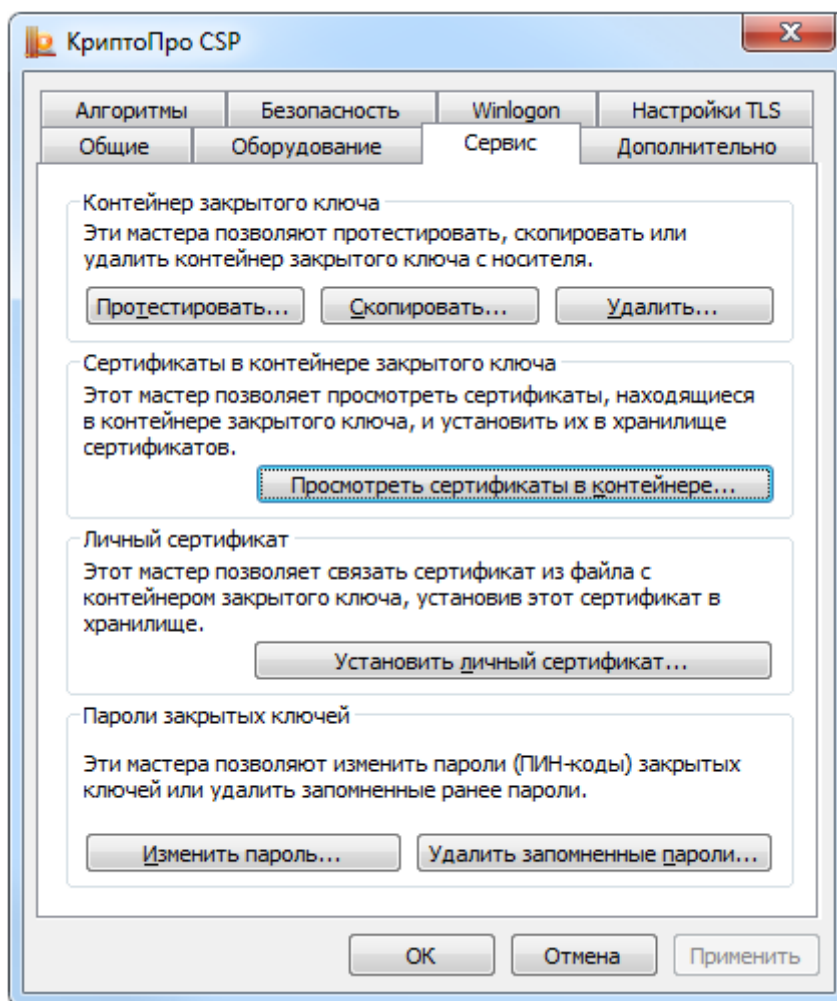 КриптоПро CSP
Алгоритмы Безопасность Winlogon Настройки TLS
Общие Оборудование Сервис Дополнительно
Контейнер закрытого ключа
Эти мастера позволяют протестировать, скопировать или
удалить контейнер закрытого ключа с носителя.
Протестировать... Скопировать... Удалить...
Сертификаты в контейнере закрытого ключа
Этот мастер позволяет просмотреть сертификаты, находящиеся
в контейнере закрытого ключа, и установить их в хранилище
сертификатов.
Просмотреть сертификаты в контейнере...
Личный сертификат
Этот мастер позволяет связать сертификат из файла с
контейнером закрытого ключа, установив этот сертификат в
хранилище.
Установить личный сертификат...
Пароли закрытых ключей
Эти мастера позволяют изменить пароли (ПИН-коды) закрытых
ключей или удалить запомненные ранее пароли.
Изменить пароль... Удалить запомненные пароли...
ОК Отмена Применить